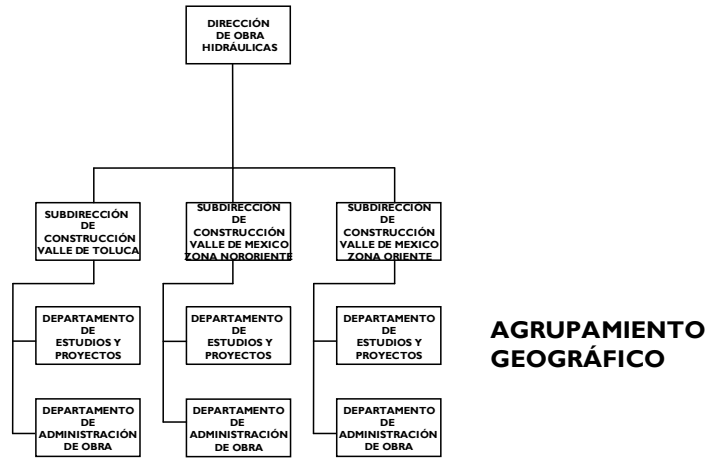 DIRECCIÓN
DE OBRA
HIDRÁULICAS
SUBDIRECCIÓN
DE
CONSTRUCCIÓN
VALLE DE TOLUCA
SUBDIRECCIÓN
DE
CONSTRUCCIÓN
VALLE DE MEXICO
ZONA NORORIENTE
SUBDIRECCIÓN
DE
CONSTRUCCIÓN
VALLE DE MEXICO
ZONA ORIENTE
DEPARTAMENTO
DE
ESTUDIOS Y
PROYECTOS
DEPARTAMENTO
DE
ESTUDIOS Y
PROYECTOS
DEPARTAMENTO
DE
ESTUDIOS Y
PROYECTOS
AGRUPAMIENTO
GEOGRÁFICO
DEPARTAMENTO
DE
ADMINISTRACIÓN
DE OBRA
DEPARTAMENTO
DE
ADMINISTRACIÓN
DE OBRA
DEPARTAMENTO
DE
ADMINISTRACIÓN
DE OBRA